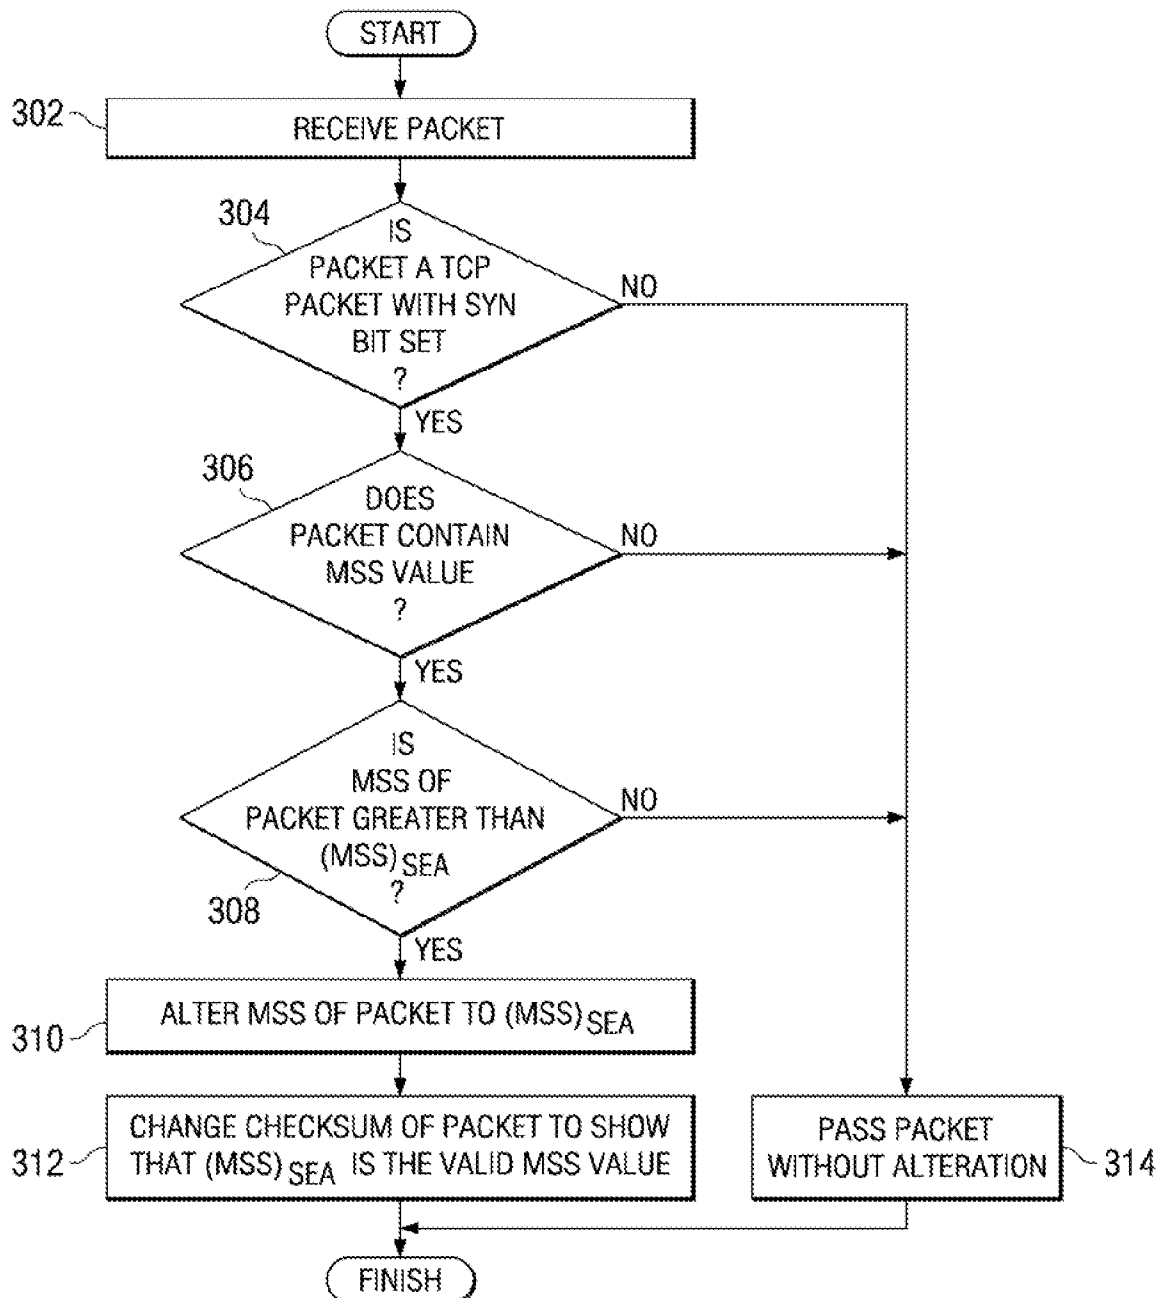 START
302
RECEIVE PACKET
304
IS
PACKET A TCP
PACKET WITH SYN
BIT SET
?
NO
YES
306
DOES
PACKET CONTAIN
MSS VALUE
?
NO
YES
IS
MSS OF
PACKET GREATER THAN
(MSS)SEA
?
NO
308
YES
ALTER MSS OF PACKET TO (MSS)SEA
310
CHANGE CHECKSUM OF PACKET TO SHOW
THAT (MSS)SEA IS THE VALID MSS VALUE
312
PASS PACKET
WITHOUT ALTERATION
314
FINISH